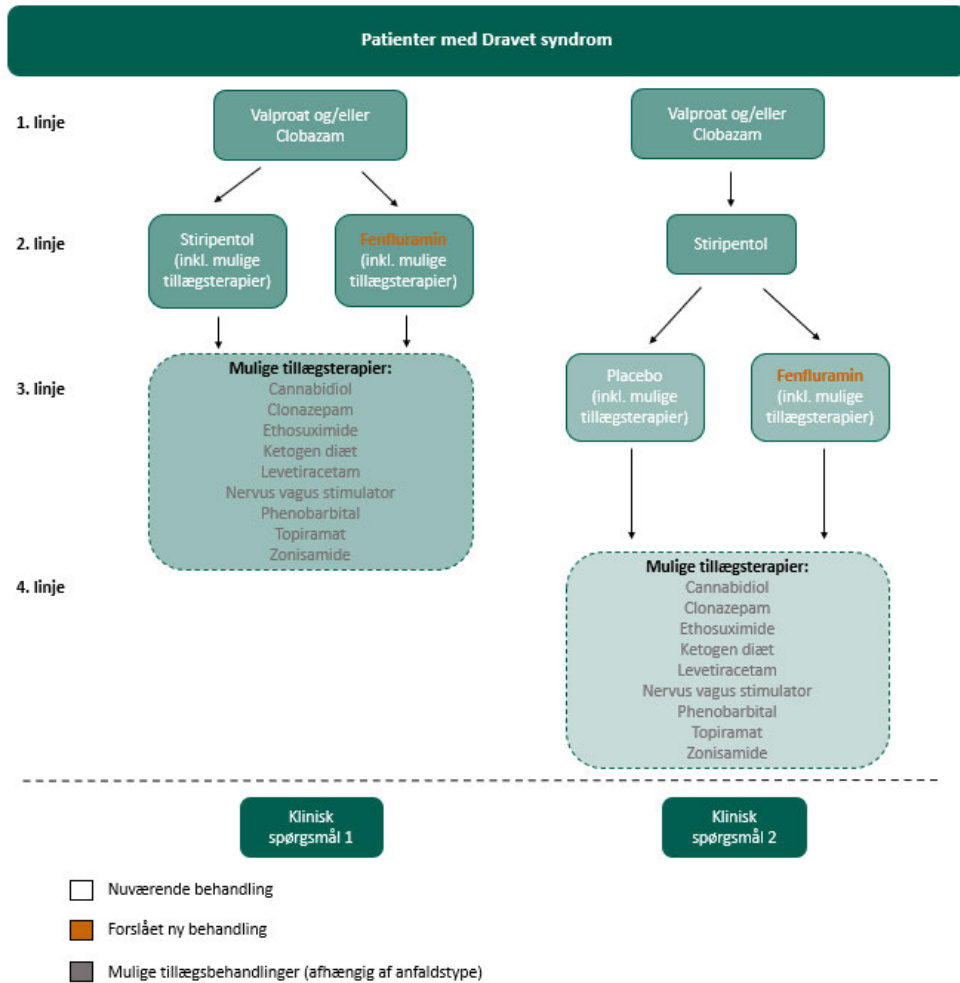 Patienter med Dravet syndrom
1. linje
Valproat og/eller
Clobazam
Valproat og/eller
Clobazam
2. linje
Stiripentol
(inkl. mulige
tillægsterapier)
Fenfluramin
(inkl. mulige
tillægsterapier)
Stiripentol
3. linje
Mulige tillægsterapier:
Cannabidiol
Clonazepam
Ethosuximide
Ketogen diæt
Levetiracetam
Nervus vagus stimulator
Phenobarbital
Topiramat
Zonisamide
Placebo
(inkl. mulige
tillægsterapier)
Fenfluramin
(inkl. mulige
tillægsterapier)
4. linje
Mulige tillægsterapier:
Cannabidiol
Clonazepam
Ethosuximide
Ketogen diæt
Levetiracetam
Nervus vagus stimulator
Phenobarbital
Topiramat
Zonisamide
Klinisk
spørgsmål 1
Klinisk
spørgsmål 2
Nuværende behandling
Forslået ny behandling
Mulige tillægsbehandlinger (afhængig af anfaldstype)